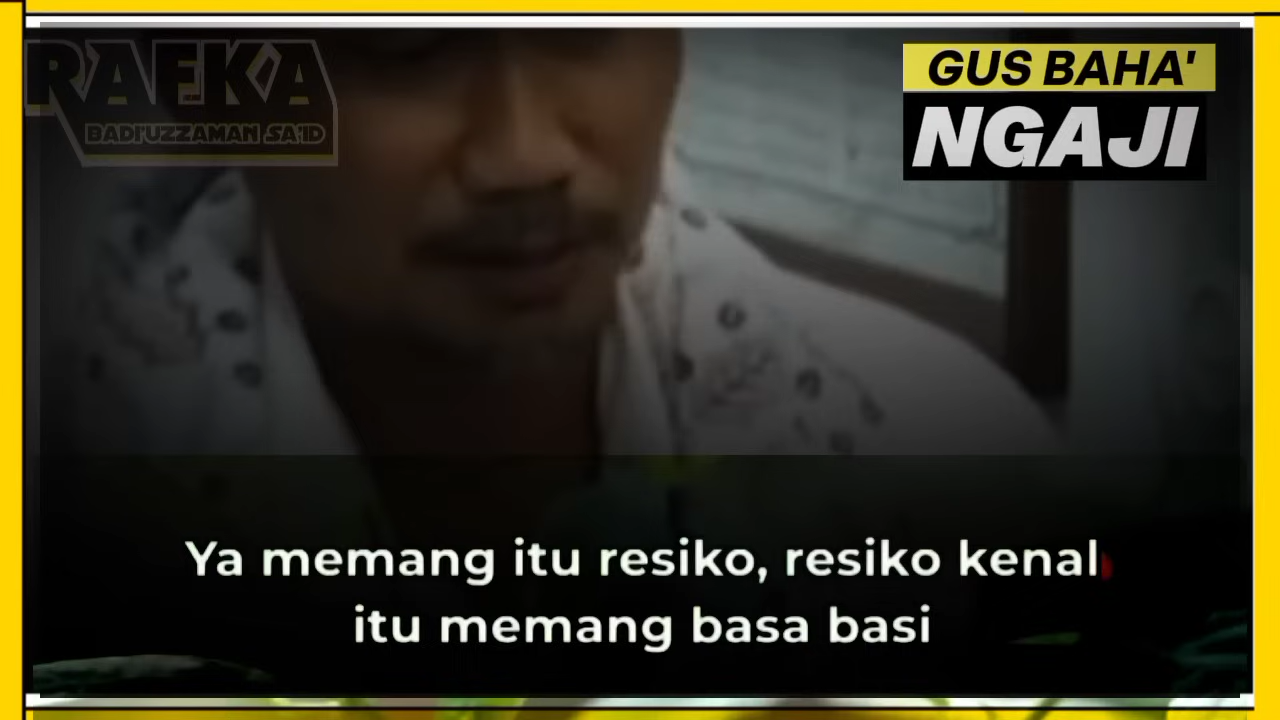 RAFKA
BADI'UZZAMAN SA'ID
GUS BAHA'
NGAJI
Ya memang itu resiko, resiko kenal
itu memang basa basi